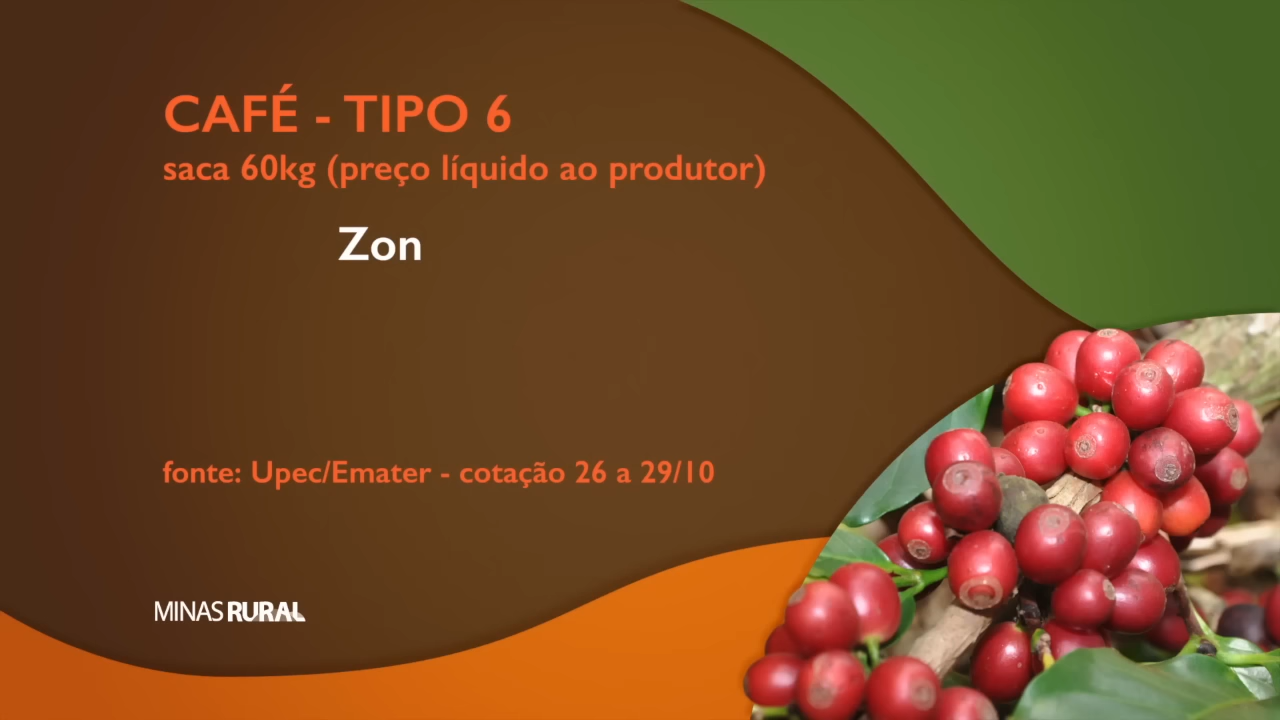 CAFÉ - TIPO 6
saca 60kg (preço líquido ao produtor)
Zon
fonte: Upec/Emater - cotação 26 a 29/10
MINAS RURAL